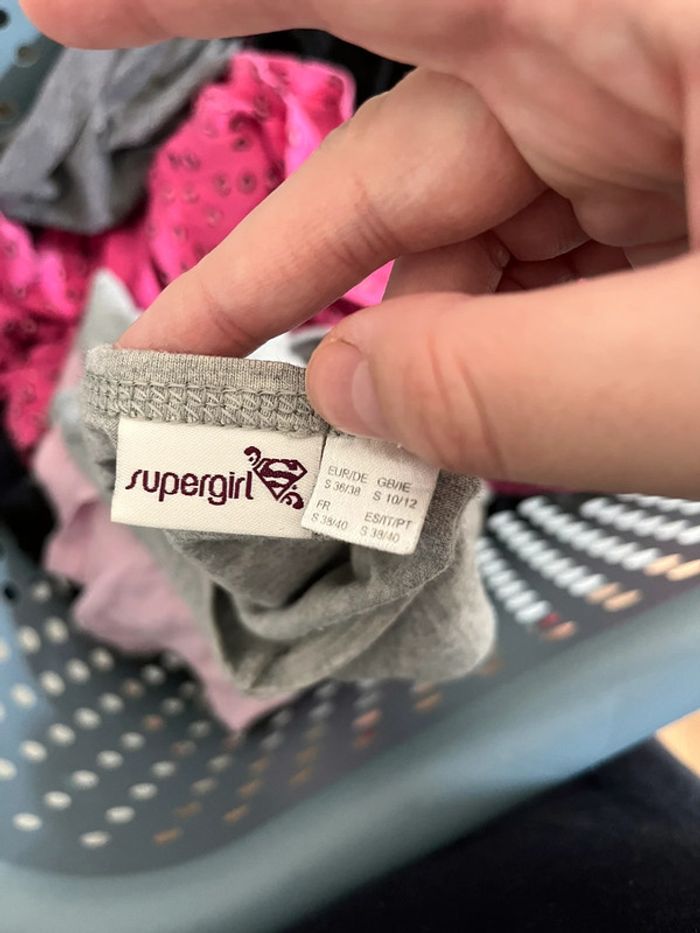 supergirl
EUR/DE GB/IE
S 36/38 S 10/12
FR ES/IT/PT
S 38/40 S 38/40